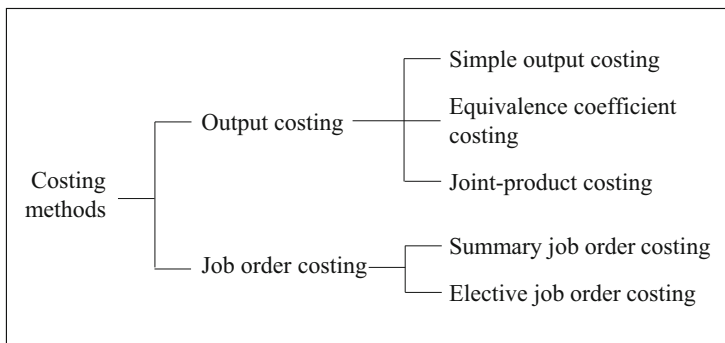 Costing
methods
Output costing
Simple output costing
Equivalence coefficient
costing
Joint-product costing
Job order costing
Summary job order costing
Elective job order costing